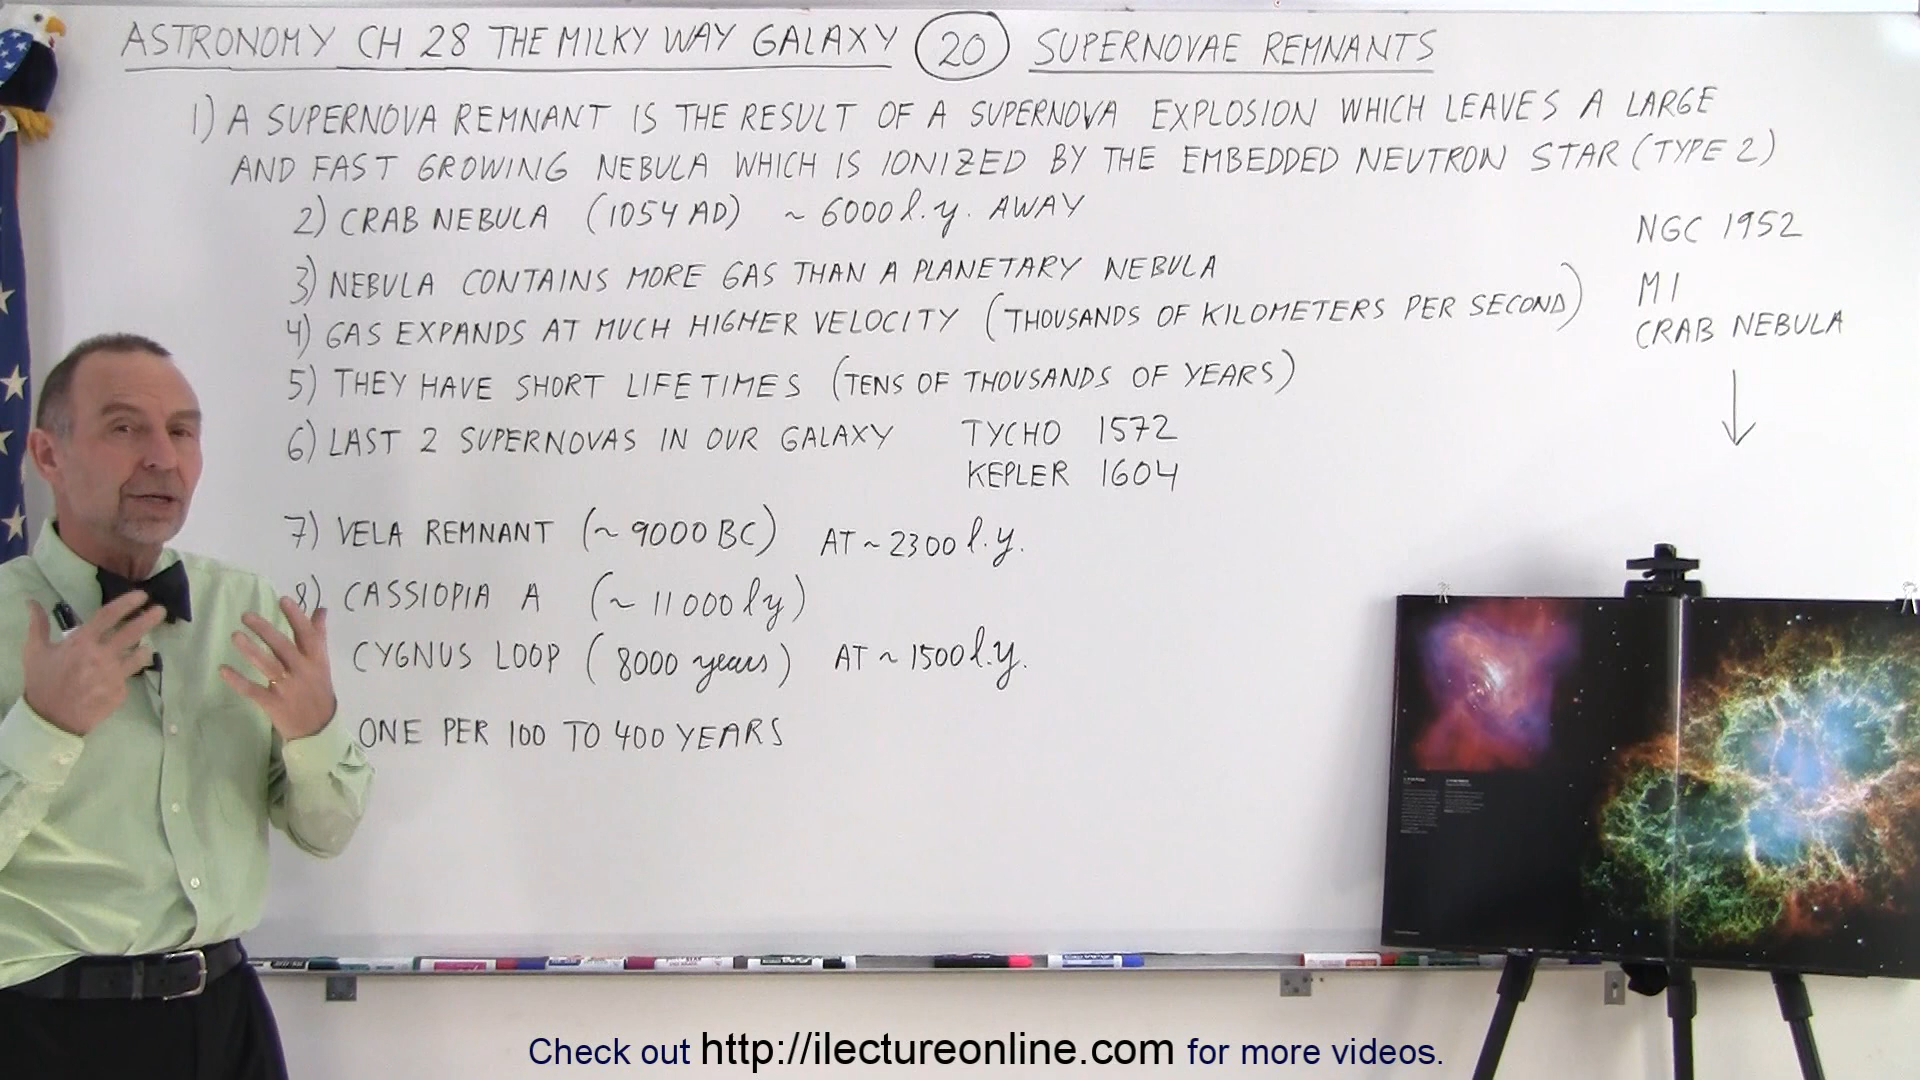 ASTRONOMY CH 28 THE MILKY WAY GALAXY 20 SUPERNOVAE REMNANTS
1) A SUPERNOVA REMNANT IS THE RESULT OF A SUPERNOVA EXPLOSION WHICH LEAVES A LARGE
AND FAST GROWING NEBULA WHICH IS IONIZED BY THE EMBEDDED NEUTRON STAR (TYPE 2)
2) CRAB NEBULA (1054 AD) ~ 6000 l.y. AWAY
3) NEBULA CONTAINS MORE GAS THAN A PLANETARY NEBULA
4) GAS EXPANDS AT MUCH HIGHER VELOCITY (THOUSANDS OF KILOMETERS PER SECOND)
5) THEY HAVE SHORT LIFETIMES (TENS OF THOUSANDS OF YEARS)
6) LAST 2 SUPERNOVAS IN OUR GALAXY TYCHO 1572
KEPLER 1604
7) VELA REMNANT (~ 9000 BC) AT ~ 2300 l.y.
8) CASSIOPIA A (~ 11000 ly)
CYGNUS LOOP (8000 years) AT ~ 1500 l.y.
ONE PER 100 TO 400 YEARS
NGC 1952
M1
CRAB NEBULA
Check out http://ilectureonline.com for more videos.